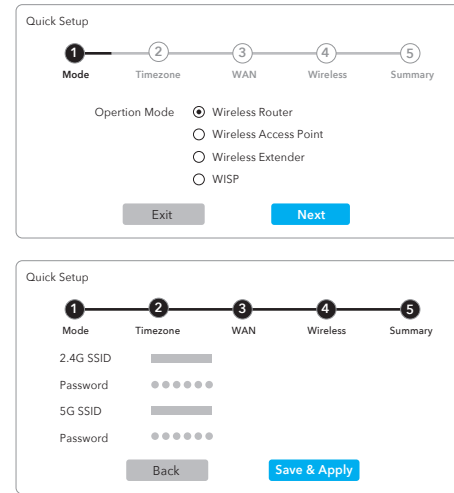 Quick Setup
1 2 3 4 5
Mode Timezone WAN Wireless Summary
Opertion Mode Wireless Router
Wireless Access Point
Wireless Extender
WISP
Exit Next
Quick Setup
1 2 3 4 5
Mode Timezone WAN Wireless Summary
2.4G SSID
Password
5G SSID
Password
Back Save & Apply